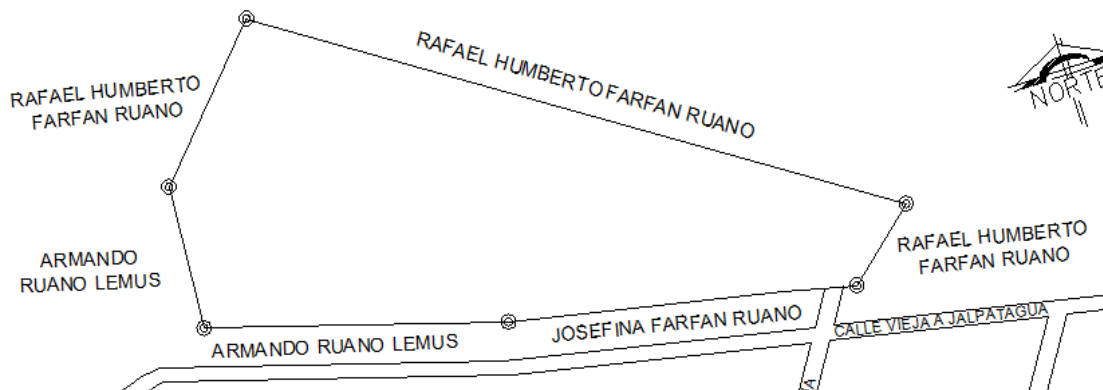 RAFAEL HUMBERTO FARFAN RUANO
RAFAEL HUMBERTO
FARFAN RUANO
NORTE
RAFAEL HUMBERTO
FARFAN RUANO
ARMANDO
RUANO LEMUS
JOSEFINA FARFAN RUANO
CALLE VIEJA A JALPATAGUA
ARMANDO RUANO LEMUS